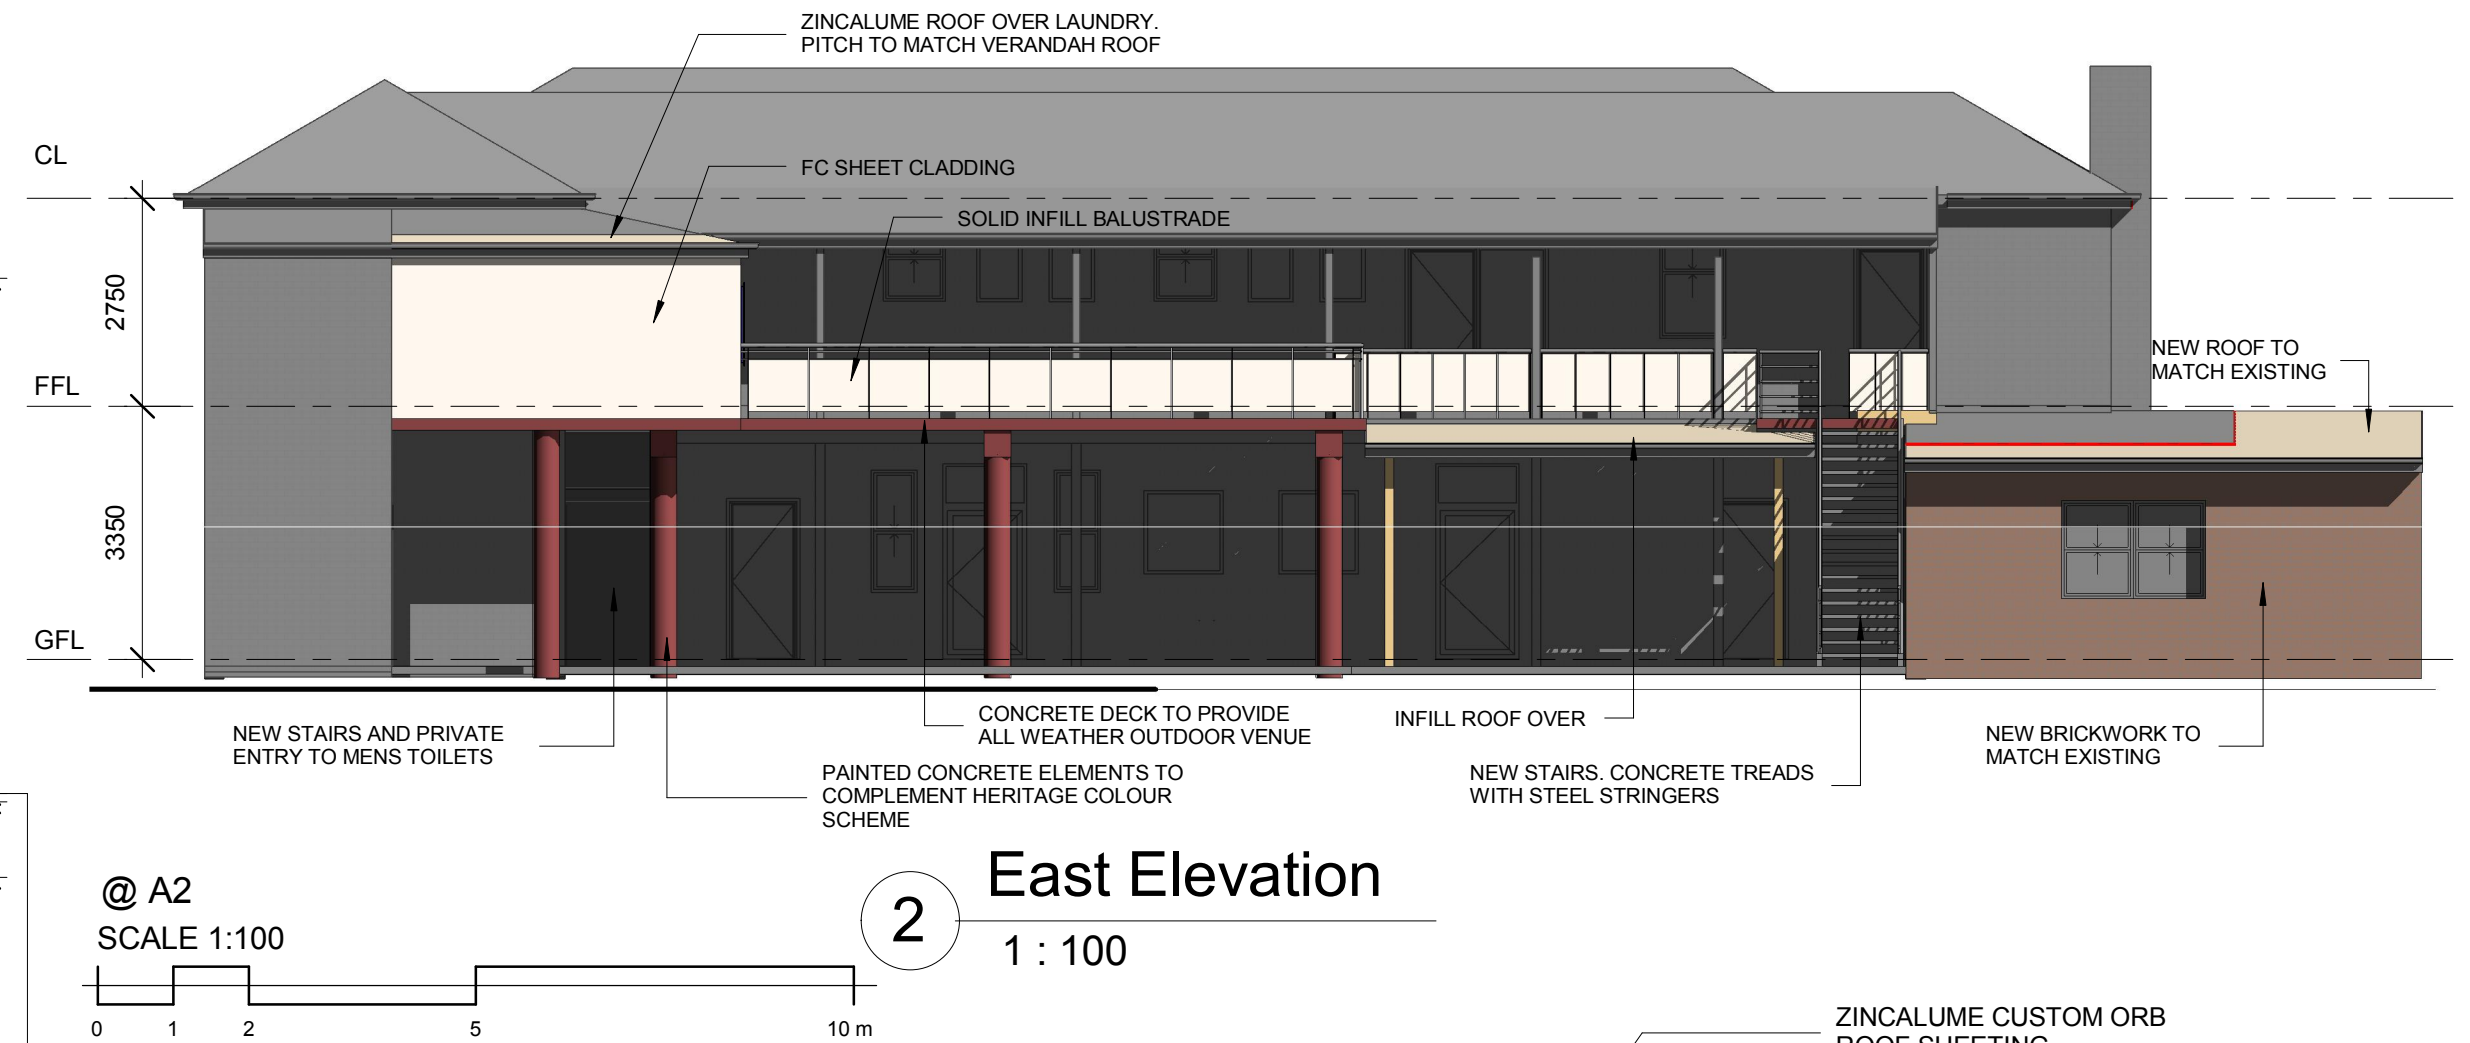 ZINCALUME ROOF OVER LAUNDRY.
PITCH TO MATCH VERANDAH ROOF
CL
FC SHEET CLADDING
SOLID INFILL BALUSTRADE
2750
NEW ROOF TO
MATCH EXISTING
FFL
3350
GFL
NEW STAIRS AND PRIVATE
ENTRY TO MENS TOILETS
CONCRETE DECK TO PROVIDE
ALL WEATHER OUTDOOR VENUE
INFILL ROOF OVER
NEW BRICKWORK TO
MATCH EXISTING
PAINTED CONCRETE ELEMENTS TO
COMPLEMENT HERITAGE COLOUR
SCHEME
NEW STAIRS. CONCRETE TREADS
WITH STEEL STRINGERS
@ A2
SCALE 1:100
0 1 2 5 10 m
2
East Elevation
1 : 100
ZINCALUME CUSTOM ORB
ROOF SHEETING